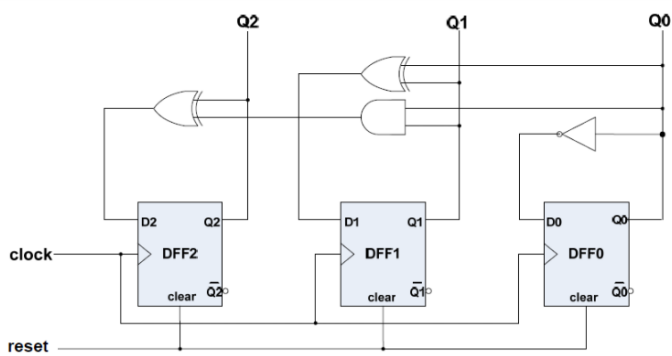 Q2 Q1 Q0
D2 Q2 D1 Q1 D0 Q0
clock DFF2 DFF1 DFF0
Q̅2 Q̅1 Q̅0
clear clear clear
reset